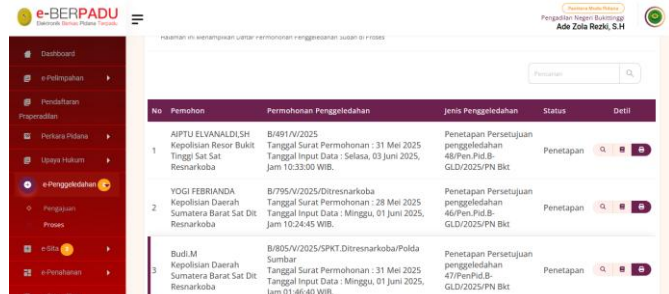 e-BERPADU
Elektronik Berkas Pidana Terpadu
Panitera Muda Pidana
Pengadilan Negeri Bukittinggi
Ade Zola Rezki, S.H
Halaman ini Menampilkan Daftar Permohonan Penggeledahan Sudah di Proses
Dashboard
e-Pelimpahan
Pendaftaran
Praperadilan
Perkara Pidana
Upaya Hukum
e-Penggeledahan
Pengajuan
Proses
e-Sita 2
e-Penahanan
Pencarian
No Pemohon Permohonan Penggeledahan Jenis Penggeledahan Status Detil
1
AIPTU ELVANALDI,SH
Kepolisian Resor Bukit
Tinggi Sat Sat
Resnarkoba
B/491/V/2025
Tanggal Surat Permohonan : 31 Mei 2025
Tanggal Input Data : Selasa, 03 Juni 2025,
Jam 10:33:00 WIB.
Penetapan Persetujuan
penggeledahan
48/Pen.Pid.B-
GLD/2025/PN Bkt
Penetapan
2
YOGI FEBRIANDA
Kepolisian Daerah
Sumatera Barat Sat Dit
Resnarkoba
B/795/V/2025/Ditresnarkoba
Tanggal Surat Permohonan : 28 Mei 2025
Tanggal Input Data : Minggu, 01 Juni 2025,
Jam 10:24:45 WIB.
Penetapan Persetujuan
penggeledahan
46/Pen.Pid.B-
GLD/2025/PN Bkt
Penetapan
3
Budi.M
Kepolisian Daerah
Sumatera Barat Sat Dit
Resnarkoba
B/805/V/2025/SPKT.Ditresnarkoba/Polda
Sumbar
Tanggal Surat Permohonan : 31 Mei 2025
Tanggal Input Data : Minggu, 01 Juni 2025,
Jam 01:46:40 WIB.
Penetapan Persetujuan
penggeledahan
47/PenPid.B-
GLD/2025/PN Bkt
Penetapan